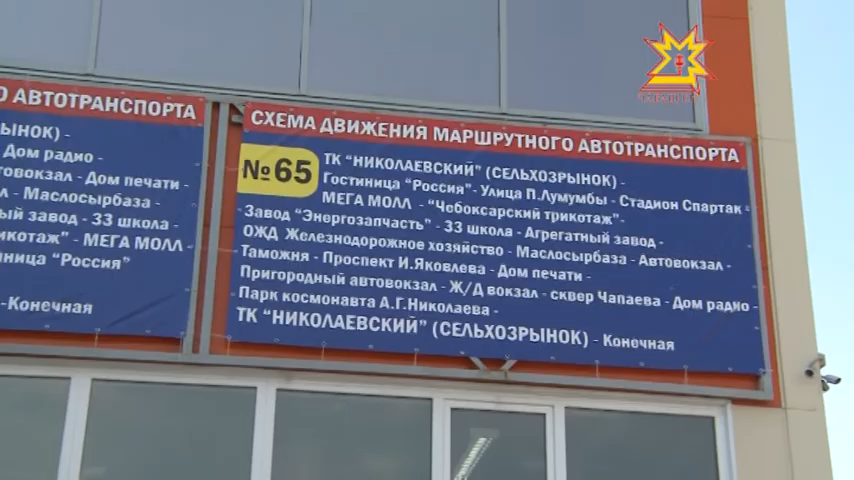 О АВТОТРАНСПОРТА
ЫНОК) -
Дом радио -
втовокзал - Дом печати -
л - Маслосырбаза -
ный завод - 33 школа -
икотаж" - МЕГА МОЛЛ -
ница "Россия"
-Конечная
СХЕМА ДВИЖЕНИЯ МАРШРУТНОГО АВТОТРАНСПОРТА
№65
ТК "НИКОЛАЕВСКИЙ" (СЕЛЬХОЗРЫНОК) -
Гостиница "Россия" - Улица П.Лумумбы - Стадион Спартак -
МЕГА МОЛЛ - "Чебоксарский трикотаж"-
Завод "Энергозапчасть" - 33 школа - Агрегатный завод -
ОЖД Железнодорожное хозяйство - Маслосырбаза - Автовокзал -
Таможня - Проспект И.Яковлева - Дом печати -
Пригородный автовокзал - Ж/Д вокзал - сквер Чапаева - Дом радио -
Парк космонавта А.Г.Николаева -
ТК "НИКОЛАЕВСКИЙ" (СЕЛЬХОЗРЫНОК) - Конечная